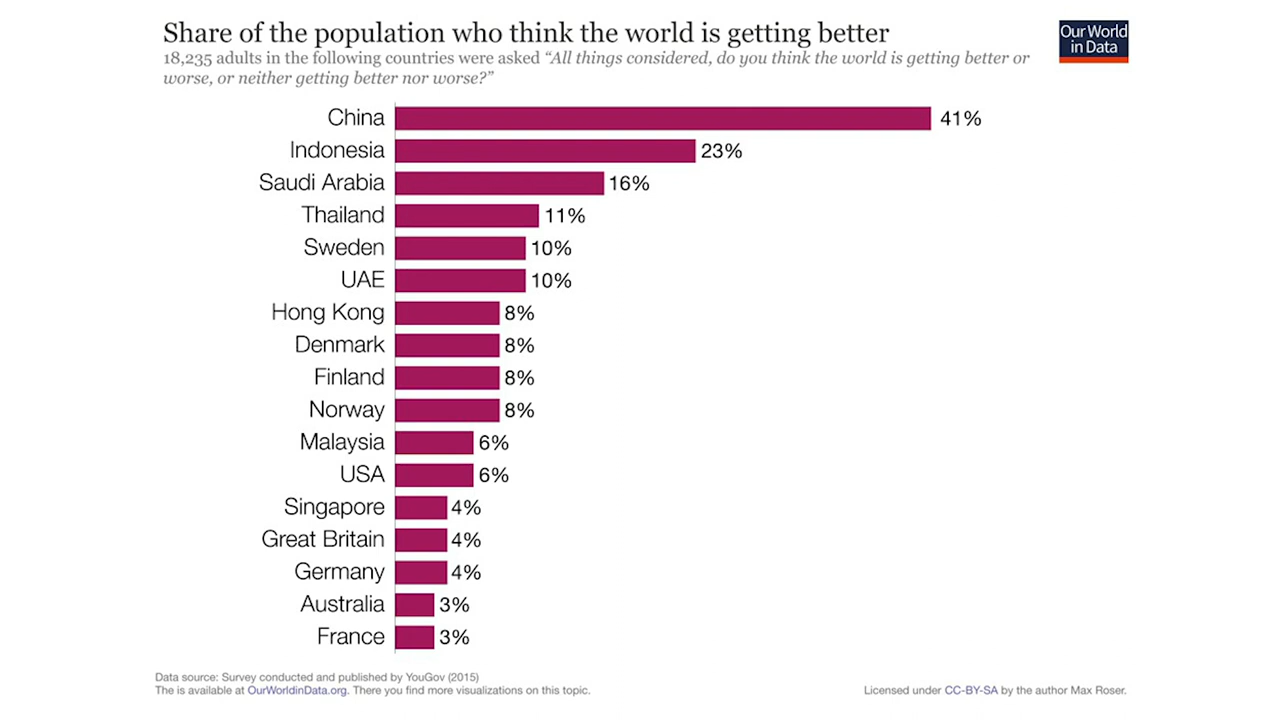 Share of the population who think the world is getting better
Our World
in Data
18,235 adults in the following countries were asked “All things considered, do you think the world is getting better or
worse, or neither getting better nor worse?”
China 41%
Indonesia 23%
Saudi Arabia 16%
Thailand 11%
Sweden 10%
UAE 10%
Hong Kong 8%
Denmark 8%
Finland 8%
Norway 8%
Malaysia 6%
USA 6%
Singapore 4%
Great Britain 4%
Germany 4%
Australia 3%
France 3%
Data source: Survey conducted and published by YouGov (2015)
The is available at OurWorldinData.org. There you find more visualizations on this topic.
Licensed under CC-BY-SA by the author Max Roser.